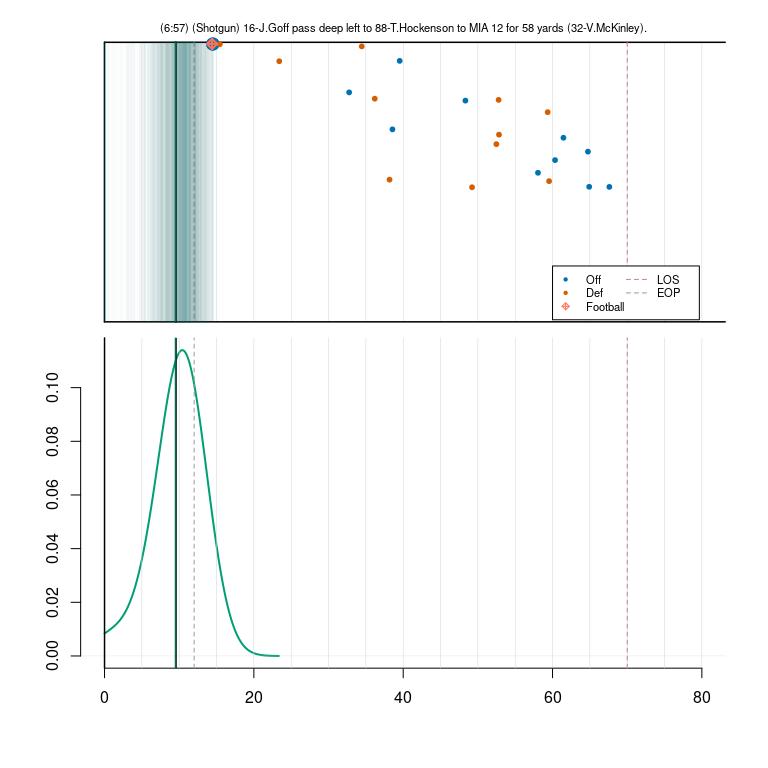 (6:57) (Shotgun) 16-J.Goff pass deep left to 88-T.Hockenson to MIA 12 for 58 yards (32-V.McKinley).
Off LOS
Def EOP
Football
0.10
0.08
0.06
0.04
0.02
0.00
0 20 40 60 80